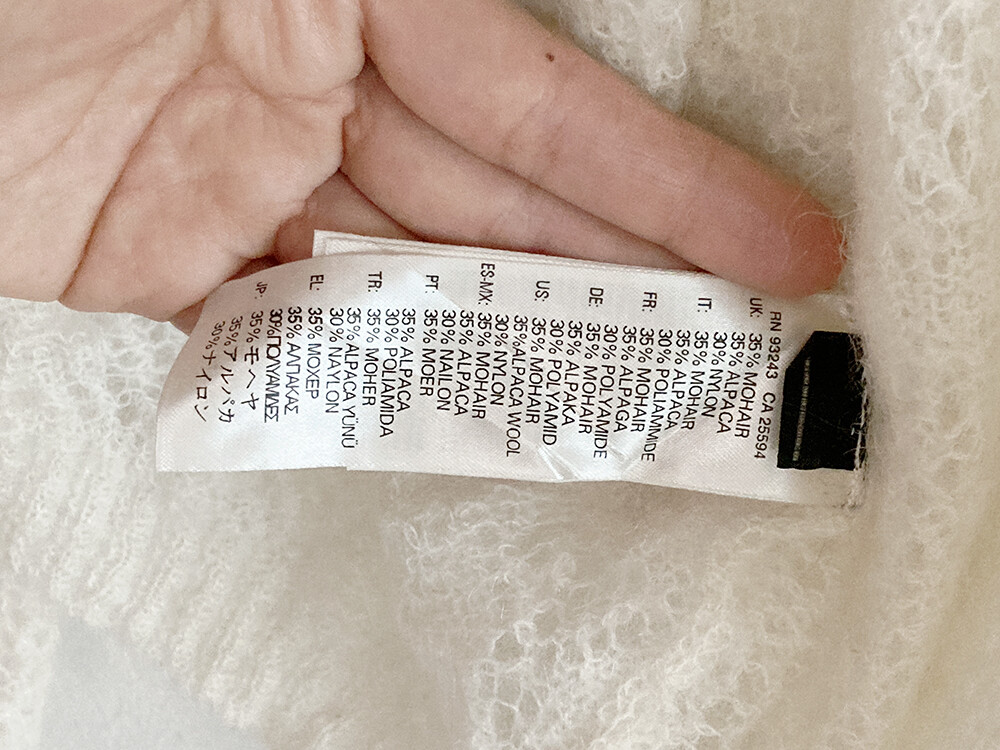 RN 93243 CA 25594
UK: 35% MOHAIR
35% ALPACA
30% NYLON
IT: 35% MOHAIR
35% ALPACA
30% POLIAMMIDE
FR: 35% MOHAIR
35% ALPAGA
30% POLYAMIDE
DE: 35% MOHAIR
35% ALPAKA
30% POLYAMID
US: 35% MOHAIR
35%ALPACA WOOL
30% NYLON
ES-MX: 35% MOHAIR
35% ALPACA
30% NAILON
PT: 35% MOER
35% ALPACA
30% POLIAMIDA
TR: 35% MOHER
35% ALPACA YÜNÜ
30% NAYLON
EL: 35% ΜΟΧΕΡ
35% ΑΛΠΑΚΑΣ
30%ΠΟΛΥΑΜΙΔΕΣ
JP: 35% モヘヤ
35% アルパカ
30% ナイロン